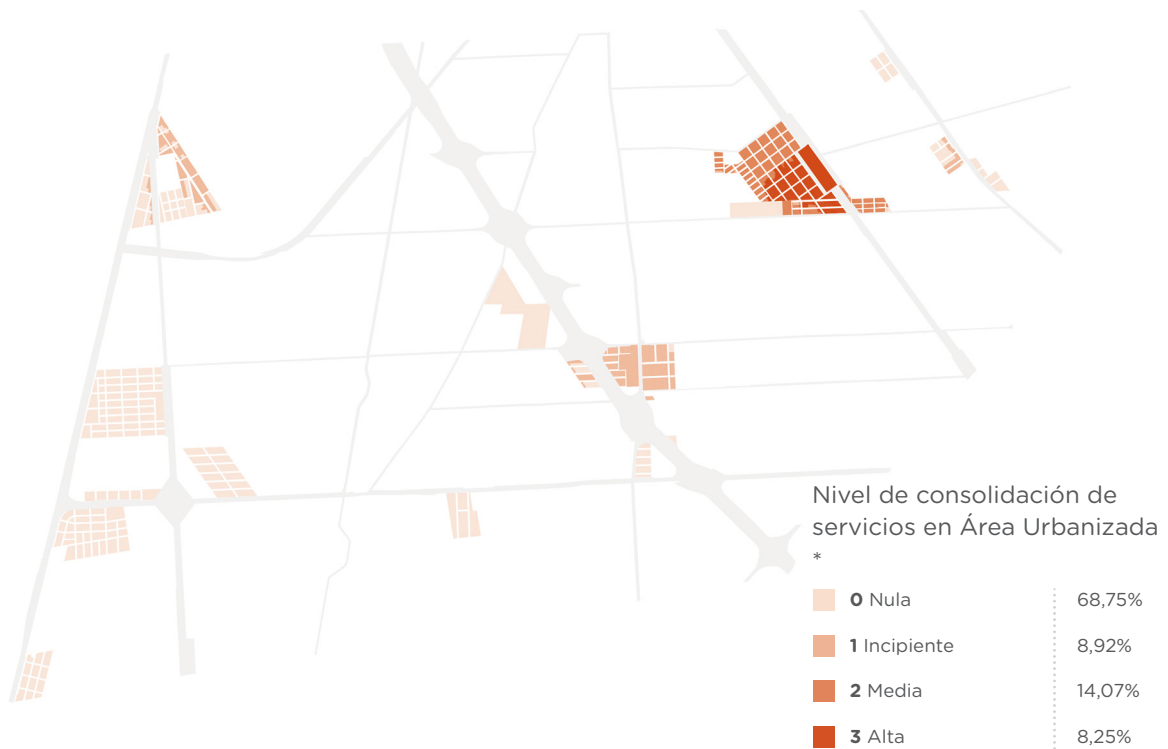 Nivel de consolidación de
servicios en Área Urbanizada
*
0 Nula 68,75%
1 Incipiente 8,92%
2 Media 14,07%
3 Alta 8,25%